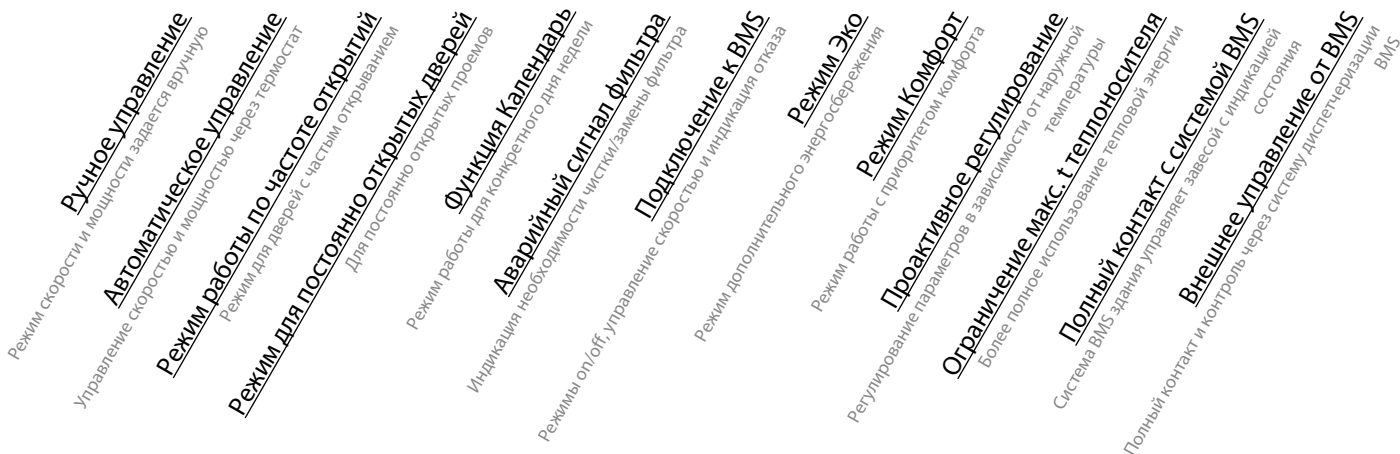 Ручное управление
Режим скорости и мощности задается вручную
Автоматическое управление
Управление скоростью и мощностью через термостат
Режим работы по частоте открытий
Режим для дверей с частым открыванием
Режим для постоянно открытых дверей
Для постоянно открытых проемов
Функция Календарь
Режим работы для конкретного дня недели
Аварийный сигнал фильтра
Индикация необходимости чистки/замены фильтра
Подключение к BMS
Режимы on/off, управление скоростью и индикация отказа
Режим Эко
Режим дополнительного энергосбережения
Режим Комфорт
Режим работы с приоритетом комфорта
Проактивное регулирование
Регулирование параметров в зависимости от наружной
температуры
Ограничение макс. t теплоносителя
Более полное использование тепловой энергии
Полный контакт с системой BMS
Система BMS здания управляет завесой с индикацией
состояния
Внешнее управление от BMS
Полный контакт и контроль через систему диспетчеризации
BMS